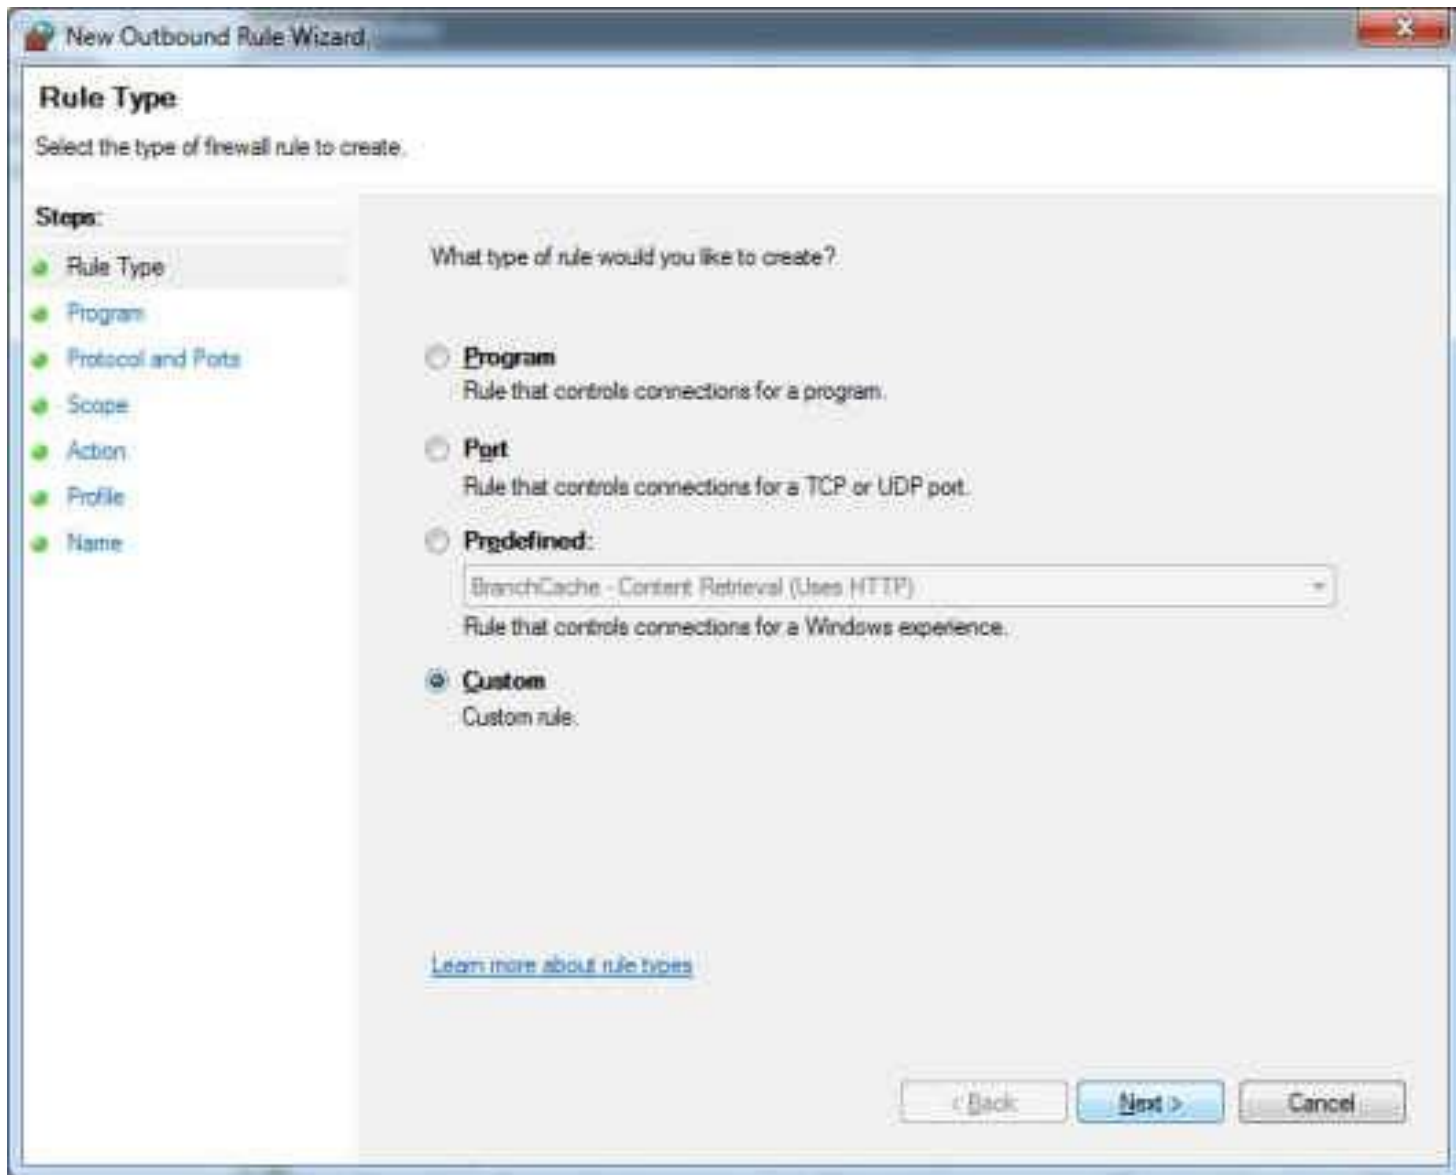 New Outbound Rule Wizard
Rule Type
Select the type of firewall rule to create.
Steps:
Rule Type
Program
Protocol and Ports
Scope
Action
Profile
Name
What type of rule would you like to create?
Program
Rule that controls connections for a program.
Port
Rule that controls connections for a TCP or UDP port.
Predefined:
BranchCache - Content Retrieval (Uses HTTP)
Rule that controls connections for a Windows experience.
Custom
Custom rule.
Learn more about rule types
< Back
Next >
Cancel